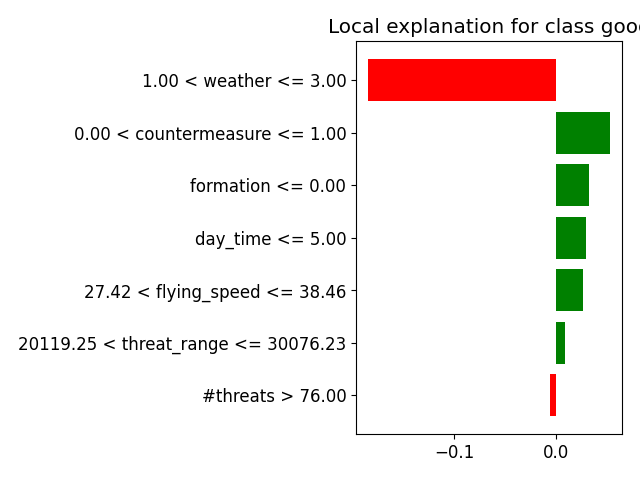 Local explanation for class good
1.00 < weather <= 3.00
0.00 < countermeasure <= 1.00
formation <= 0.00
day_time <= 5.00
27.42 < flying_speed <= 38.46
20119.25 < threat_range <= 30076.23
#threats > 76.00
−0.1 0.0